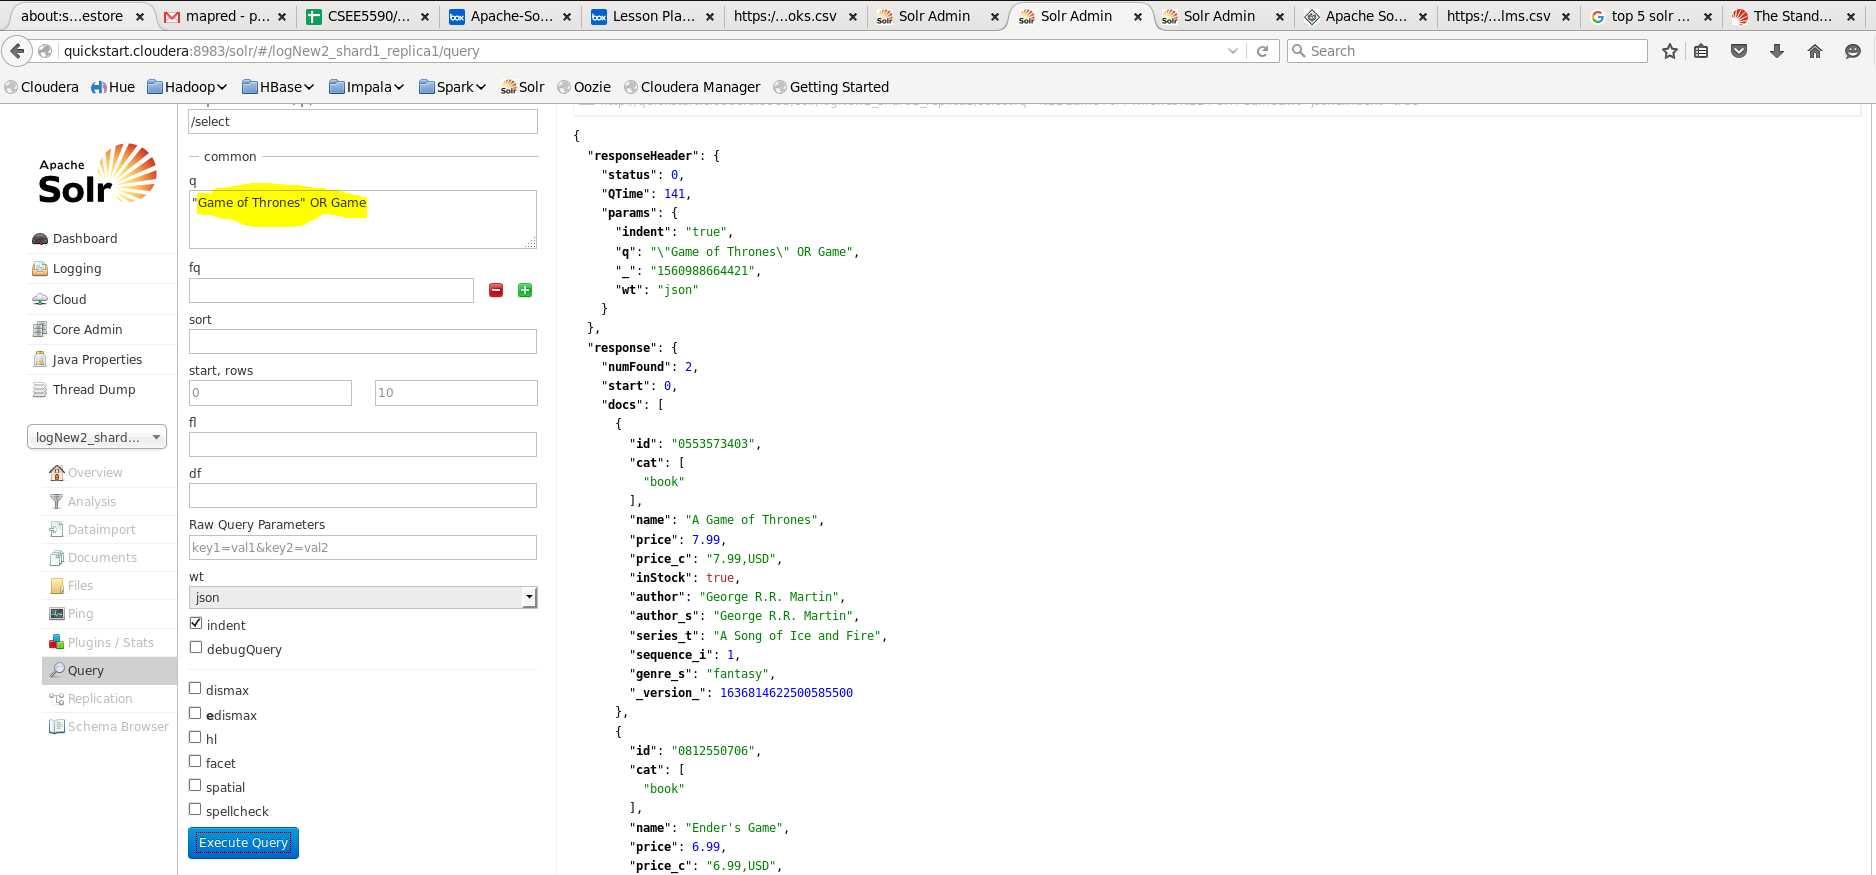 about:s...estore
mapred - p...
CSEE5590/...
Apache-So...
Lesson Pla...
https:/...oks.csv
Solr Admin
Solr Admin
Solr Admin
Apache So...
https:/...lms.csv
top 5 solr ...
The Stand...
quickstart.cloudera:8983/solr/#/logNew2_shard1_replica1/query
Search
Cloudera
Hue
Hadoop
HBase
Impala
Spark
Solr
Oozie
Cloudera Manager
Getting Started
Apache
Solr
Dashboard
Logging
Cloud
Core Admin
Java Properties
Thread Dump
logNew2_shard...
Overview
Analysis
Dataimport
Documents
Files
Ping
Plugins / Stats
Query
Replication
Schema Browser
/select
common
q
"Game of Thrones" OR Game
fq
sort
start, rows
0
10
fl
df
Raw Query Parameters
key1=val1&key2=val2
wt
json
indent
debugQuery
dismax
edismax
hl
facet
spatial
spellcheck
Execute Query
{
"responseHeader": {
"status": 0,
"QTime": 141,
"params": {
"indent": "true",
"q": "\"Game of Thrones\" OR Game",
"_": "1560988664421",
"wt": "json"
}
},
"response": {
"numFound": 2,
"start": 0,
"docs": [
{
"id": "0553573403",
"cat": [
"book"
],
"name": "A Game of Thrones",
"price": 7.99,
"price_c": "7.99,USD",
"inStock": true,
"author": "George R.R. Martin",
"author_s": "George R.R. Martin",
"series_t": "A Song of Ice and Fire",
"sequence_i": 1,
"genre_s": "fantasy",
"_version_": 1636814622500585500
},
{
"id": "0812550706",
"cat": [
"book"
],
"name": "Ender's Game",
"price": 6.99,
"price_c": "6.99,USD",